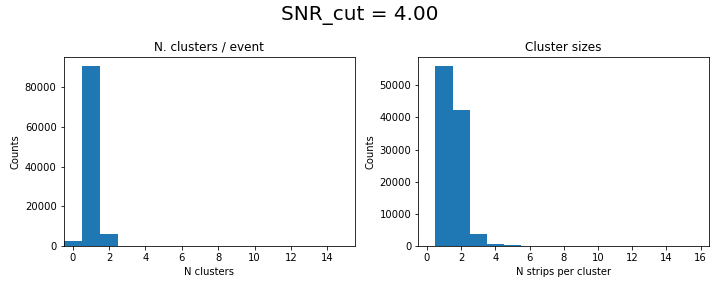 SNR_cut = 4.00
N. clusters / event
Counts
80000
60000
40000
20000
0
0 2 4 6 8 10 12 14
N clusters
Cluster sizes
Counts
50000
40000
30000
20000
10000
0
0 2 4 6 8 10 12 14 16
N strips per cluster